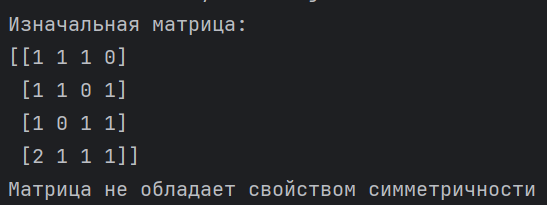 Изначальная матрица:
[[1 1 1 0]
 [1 1 0 1]
 [1 0 1 1]
 [2 1 1 1]]
Матрица не обладает свойством симметричности